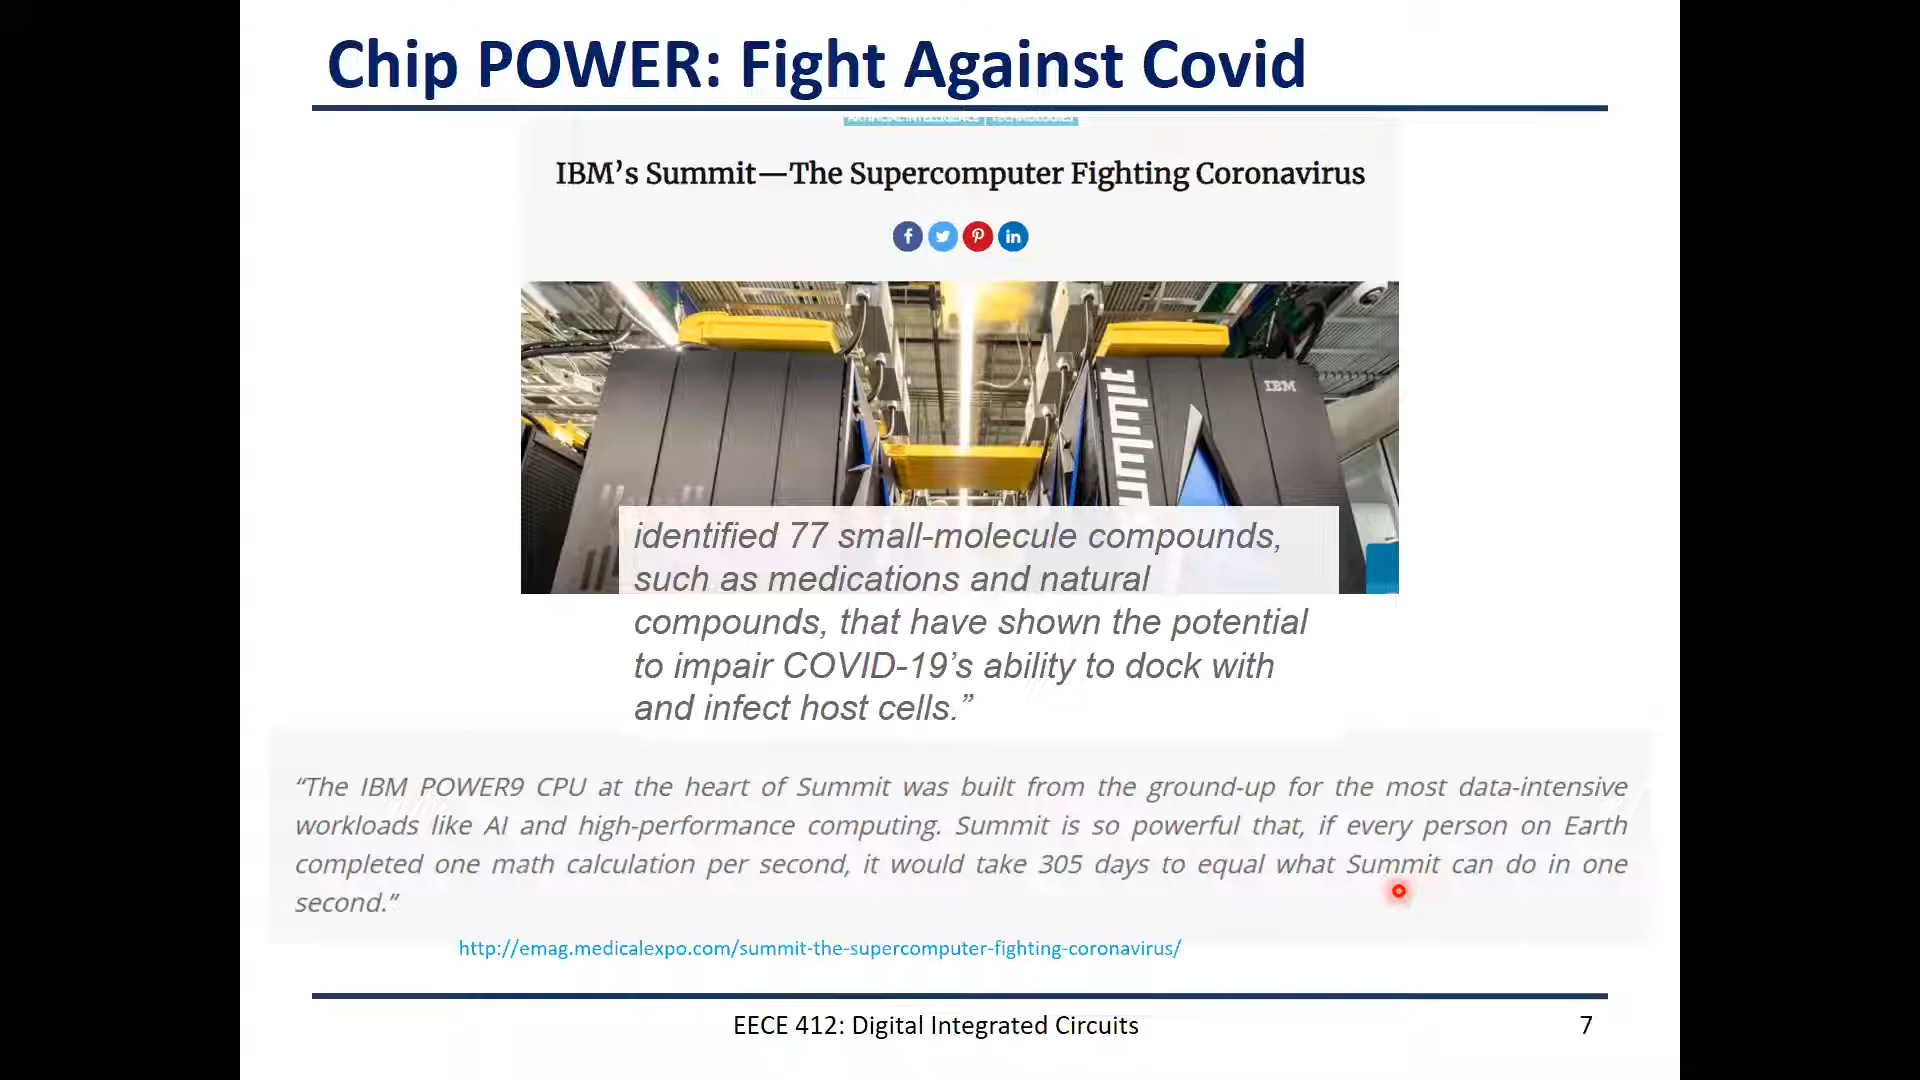 Chip POWER: Fight Against Covid
ARTIFICIAL INTELLIGENCE TECHNOLOGIES
IBM’s Summit—The Supercomputer Fighting Coronavirus
IBM
ummit
identified 77 small-molecule compounds,
such as medications and natural
compounds, that have shown the potential
to impair COVID-19’s ability to dock with
and infect host cells.”
“The IBM POWER9 CPU at the heart of Summit was built from the ground-up for the most data-intensive
workloads like AI and high-performance computing. Summit is so powerful that, if every person on Earth
completed one math calculation per second, it would take 305 days to equal what Summit can do in one
second.”
http://emag.medicalexpo.com/summit-the-supercomputer-fighting-coronavirus/
EECE 412: Digital Integrated Circuits
7